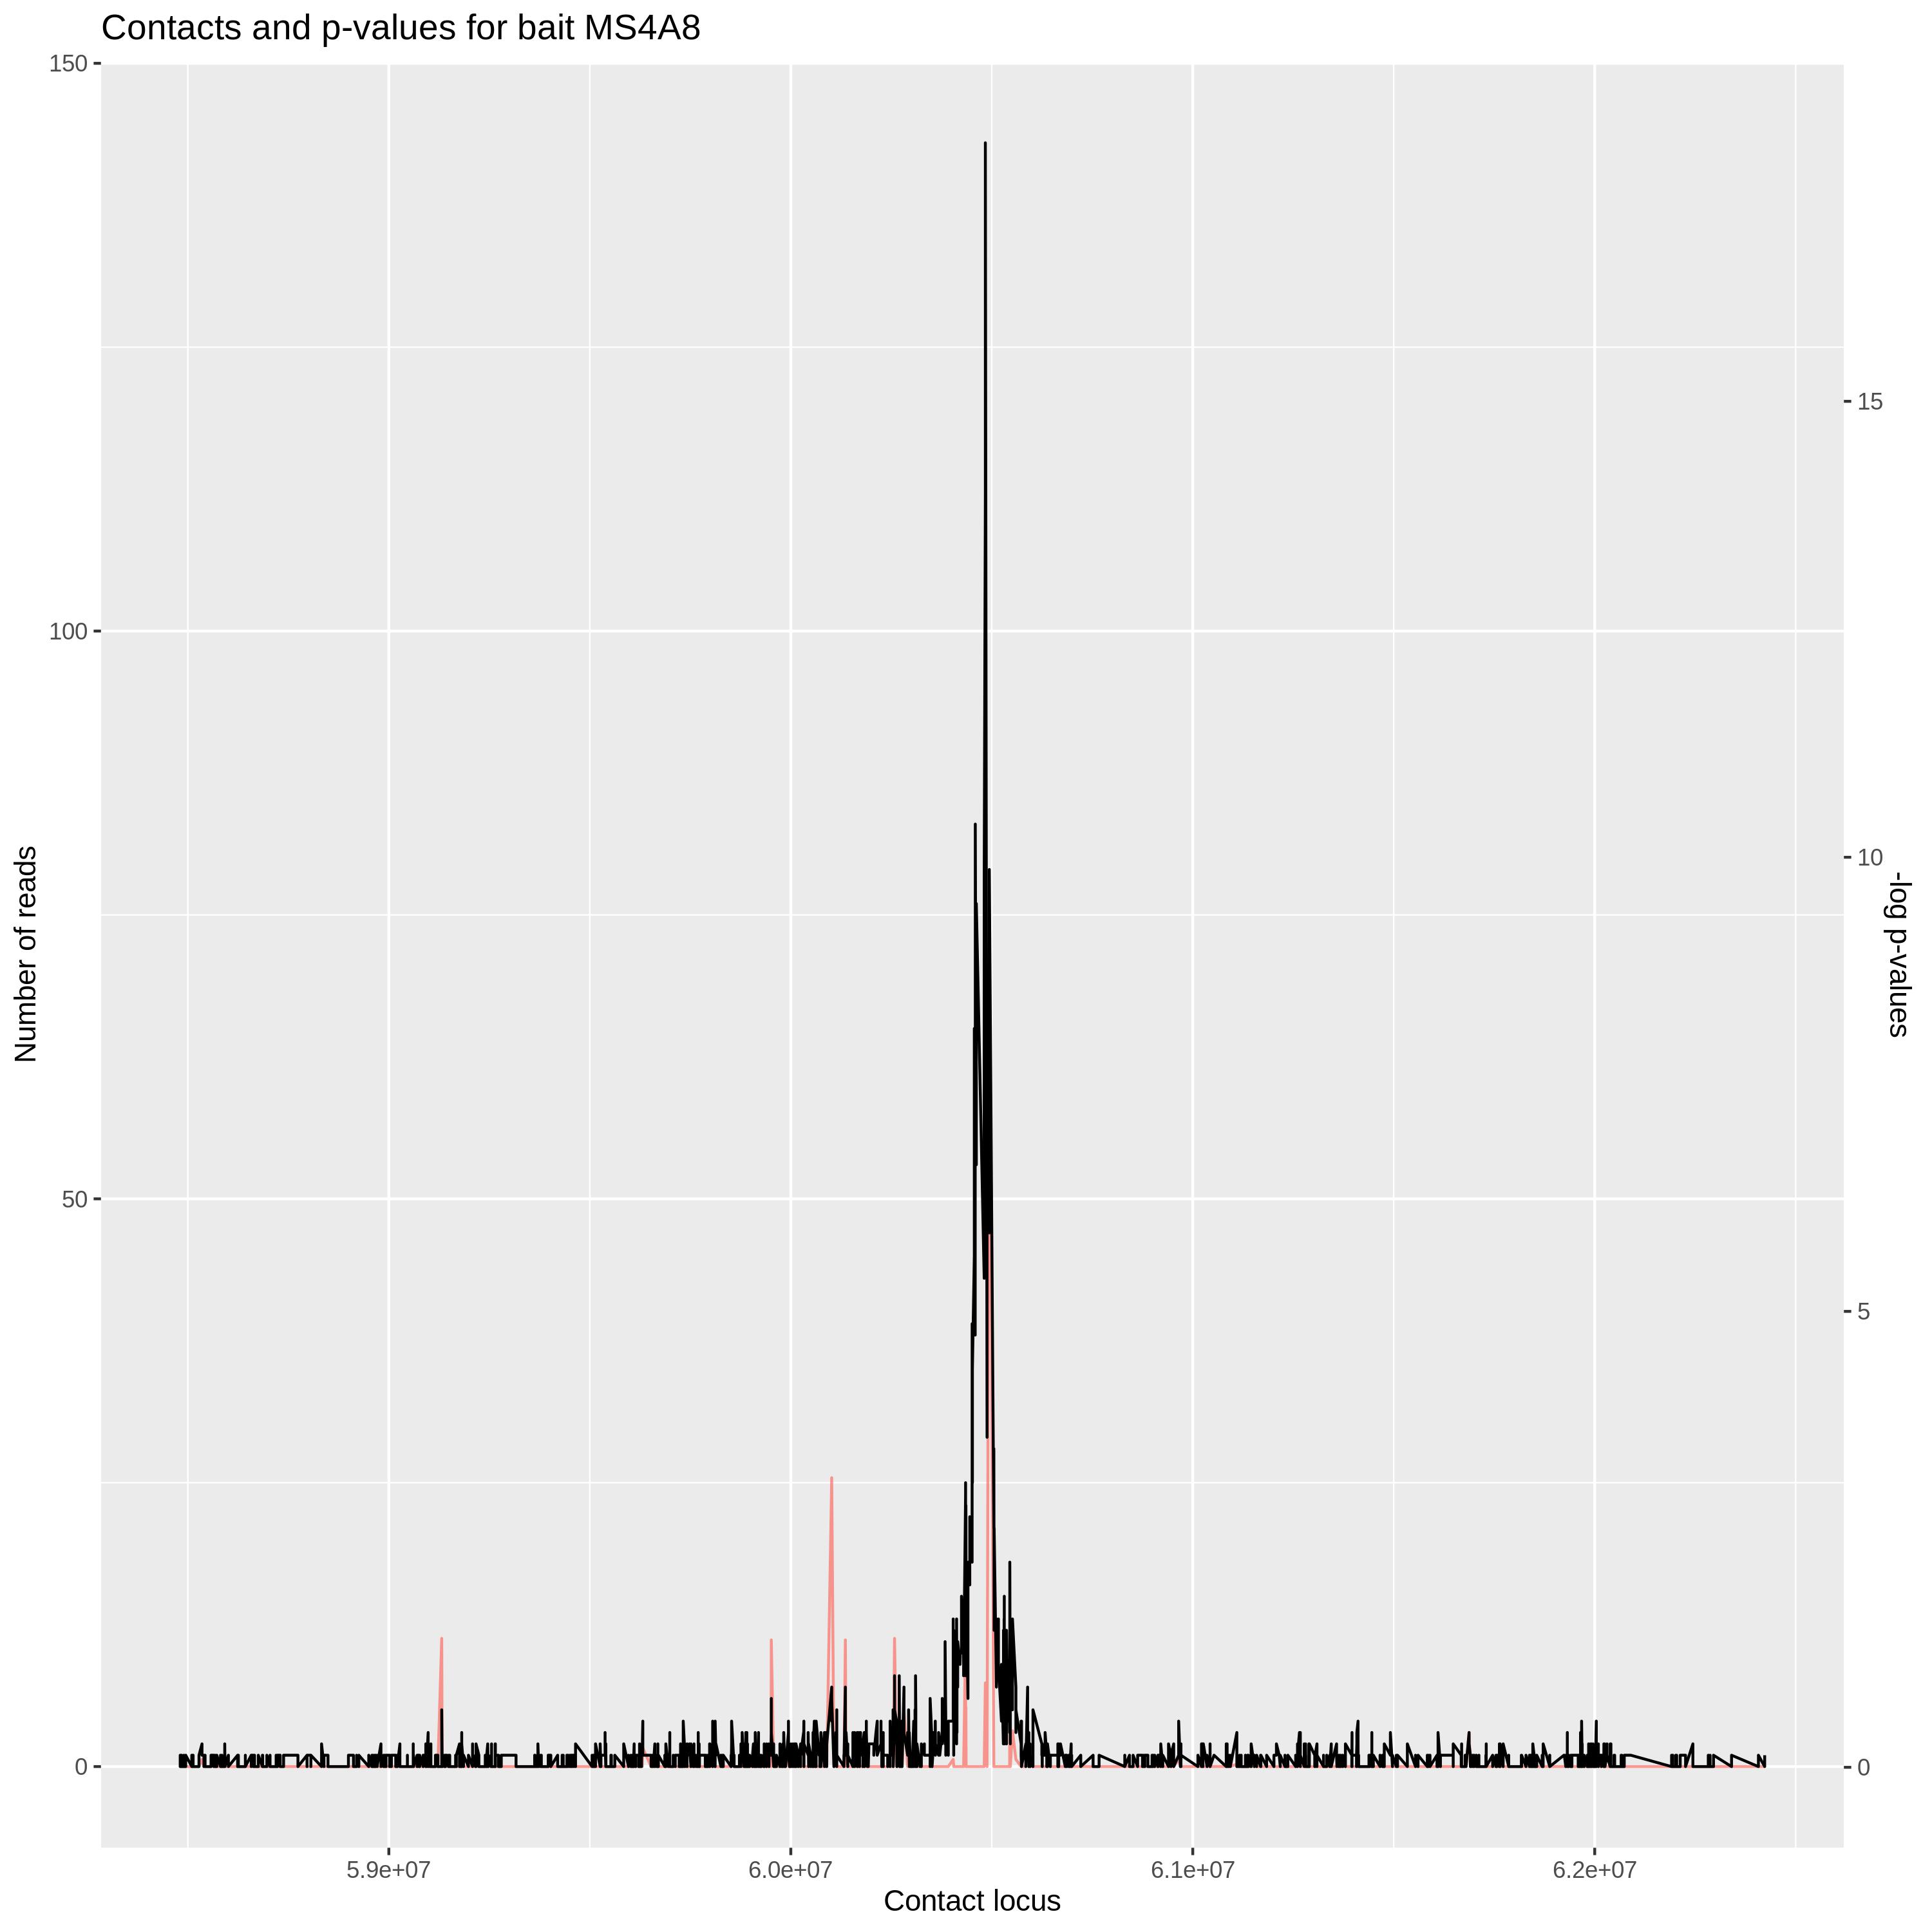 Contacts and p-values for bait MS4A8
150
100
50
0
Number of reads
15
10
5
0
-log p-values
5.9e+07
6.0e+07
6.1e+07
6.2e+07
Contact locus